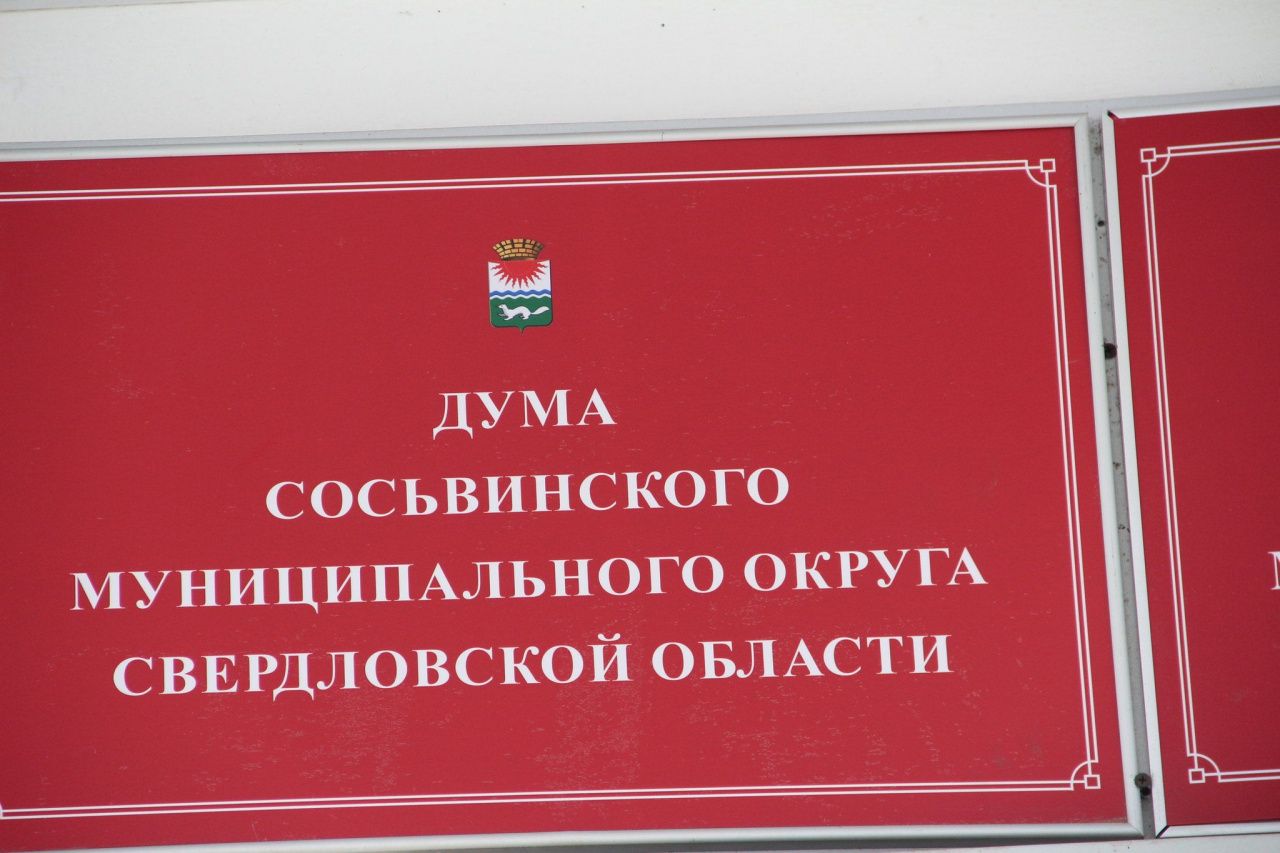 ДУМА
СОСЬВИНСКОГО
МУНИЦИПАЛЬНОГО ОКРУГА
СВЕРДЛОВСКОЙ ОБЛАСТИ